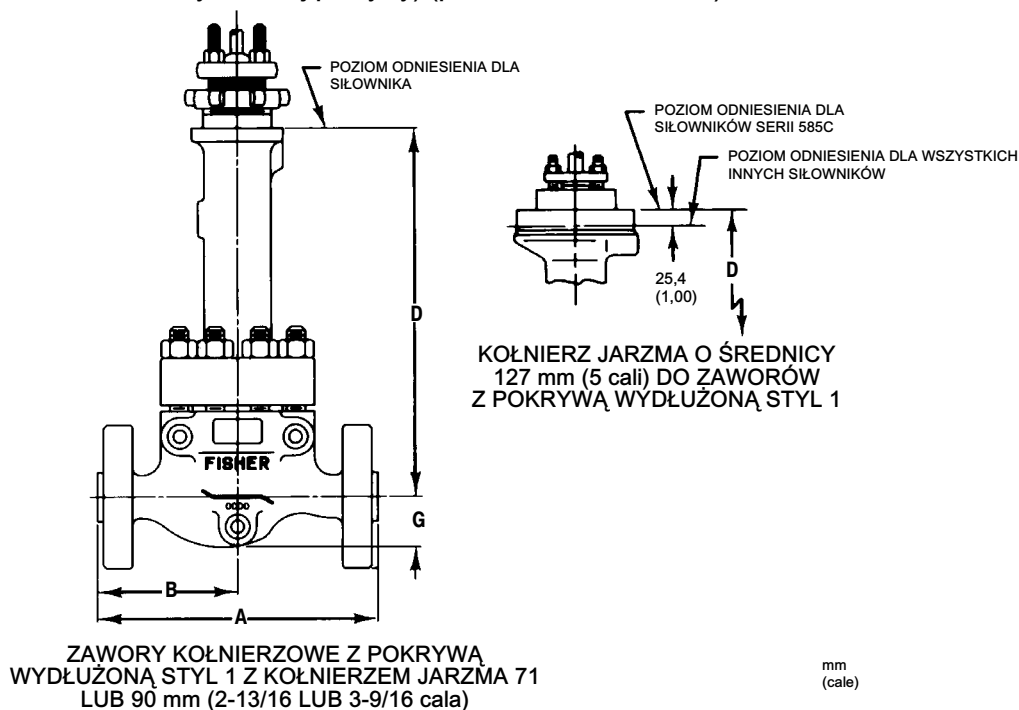 POZIOM ODNIESIENIA DLA
SIŁOWNIKA
POZIOM ODNIESIENIA DLA
SIŁOWNIKÓW SERII 585C
POZIOM ODNIESIENIA DLA WSZYSTKICH
INNYCH SIŁOWNIKÓW
25,4
(1,00)
D
D
KOŁNIERZ JARZMA O ŚREDNICY
127 mm (5 cali) DO ZAWORÓW
Z POKRYWĄ WYDŁUŻONĄ STYL 1
FISHER
G
B
A
ZAWORY KOŁNIERZOWE Z POKRYWĄ
WYDŁUŻONĄ STYL 1 Z KOŁNIERZEM JARZMA 71
LUB 90 mm (2-13/16 LUB 3-9/16 cala)
mm
(cale)